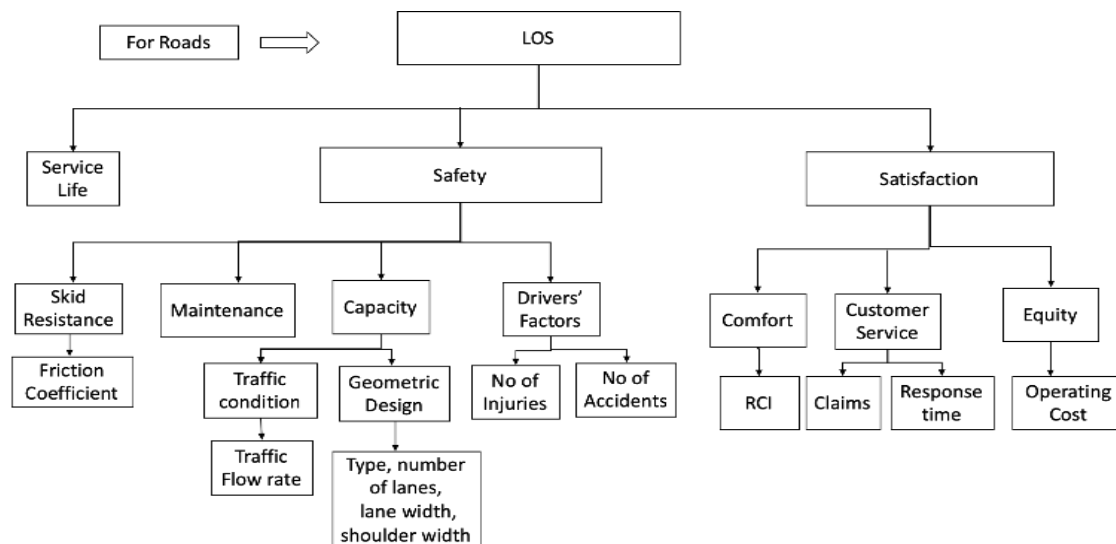 For Roads
LOS
Service
Life
Safety
Satisfaction
Skid
Resistance
Maintenance
Capacity
Drivers’
Factors
Comfort
Customer
Service
Equity
Friction
Coefficient
Traffic
condition
Geometric
Design
No of
Injuries
No of
Accidents
RCI
Claims
Response
time
Operating
Cost
Traffic
Flow rate
Type, number
of lanes,
lane width,
shoulder width